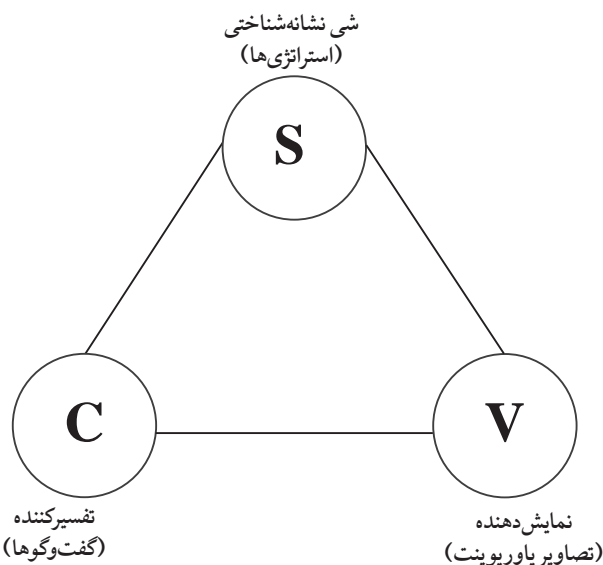 شی نشانه‌شناختی
(استراتژی‌ها)
S
C
V
تفسیرکننده
(گفت‌وگوها)
نمایش‌دهنده
(تصاویر پاورپوینت)